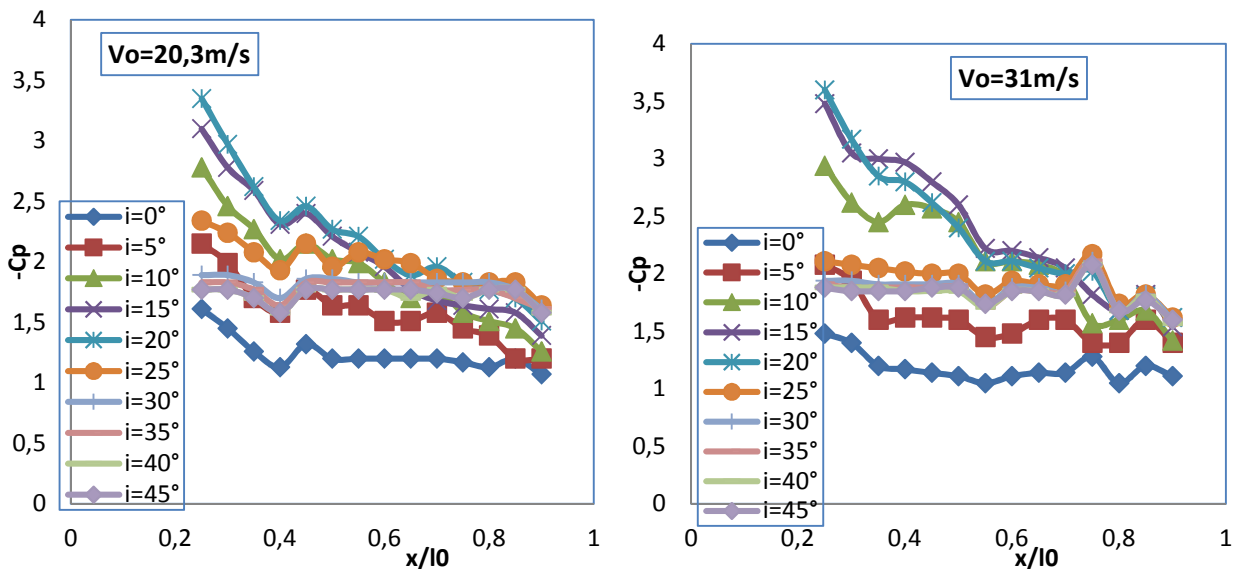 Vo=20,3m/s
4
3,5
3
2,5
2
1,5
1
0,5
0
-Cp
i=0°
i=5°
i=10°
i=15°
i=20°
i=25°
i=30°
i=35°
i=40°
i=45°
0 0,2 0,4 0,6 0,8 1
x/l0
Vo=31m/s
4
3,5
3
2,5
2
1,5
1
0,5
0
-Cp
i=0°
i=5°
i=10°
i=15°
i=20°
i=25°
i=30°
i=35°
i=40°
i=45°
0 0,2 0,4 0,6 0,8 1
x/l0